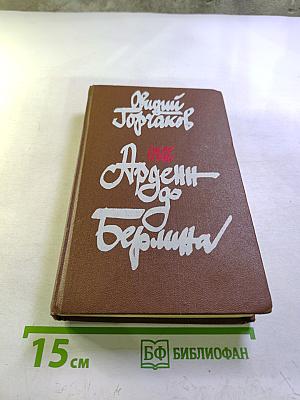 Овидий
Горчаков
От
Арденн
до
Берлина
15 см
БФ БИБЛИОФАН